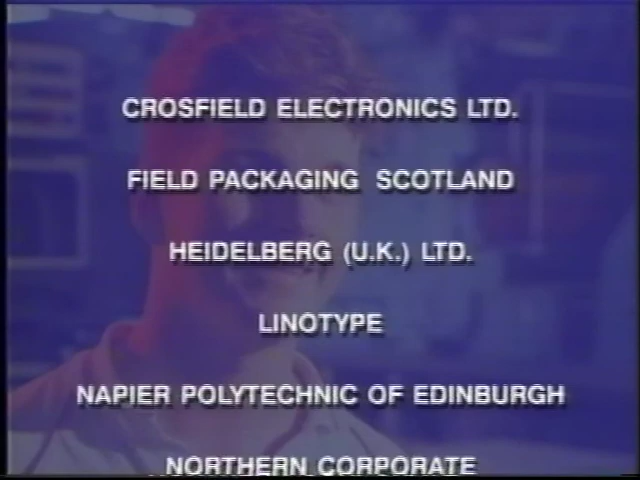 CROSFIELD ELECTRONICS LTD.
FIELD PACKAGING SCOTLAND
HEIDELBERG (U.K.) LTD.
LINOTYPE
NAPIER POLYTECHNIC OF EDINBURGH
NORTHERN CORPORATE